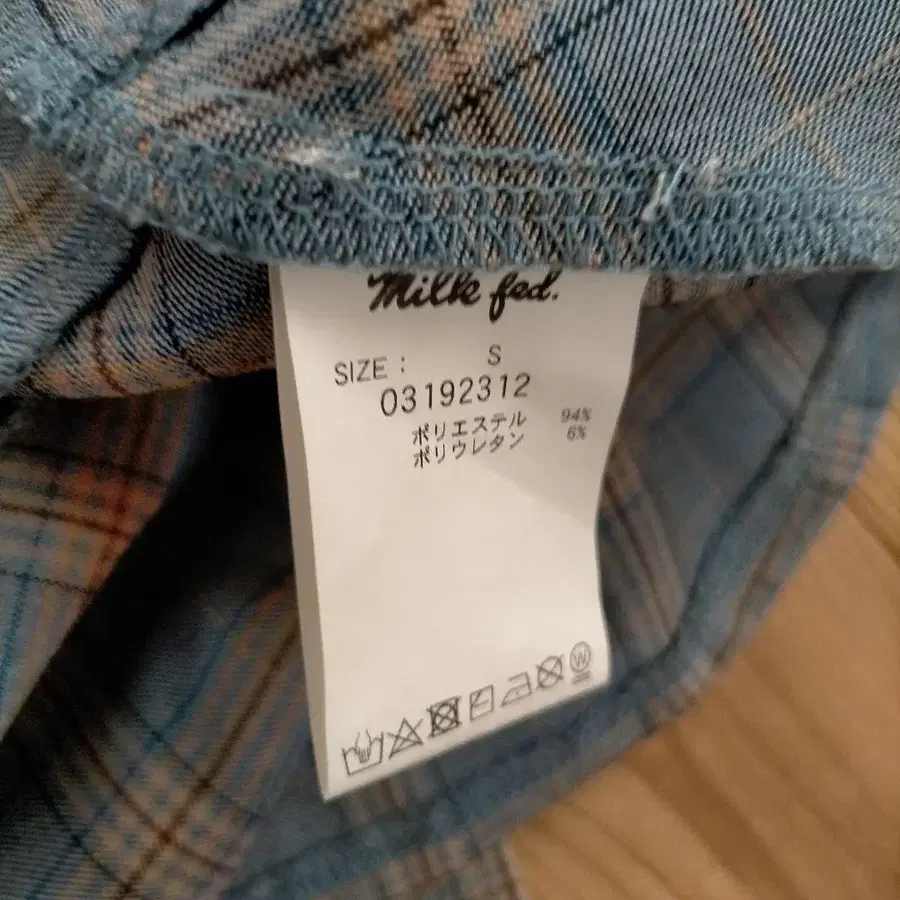 Milk fed.
SIZE : S
03192312
ポリエステル 94%
ポリウレタン 6%
W